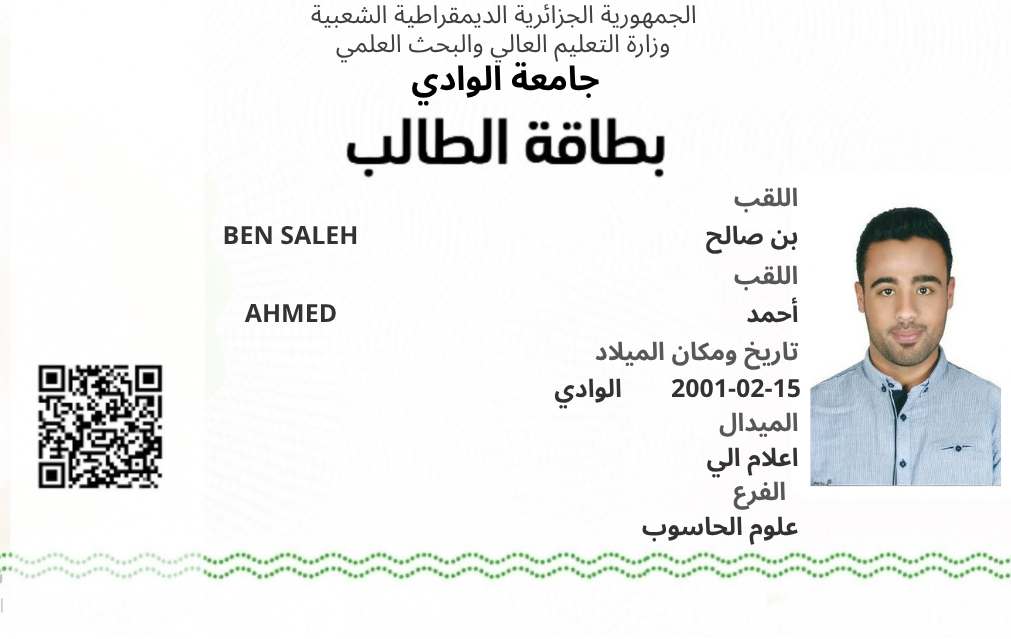 الجمهورية الجزائرية الديمقراطية الشعبية
وزارة التعليم العالي والبحث العلمي
جامعة الوادي
بطاقة الطالب
اللقب
بن صالح BEN SALEH
اللقب
أحمد AHMED
تاريخ ومكان الميلاد
2001-02-15 الوادي
الميدال
اعلام الي
الفرع
علوم الحاسوب